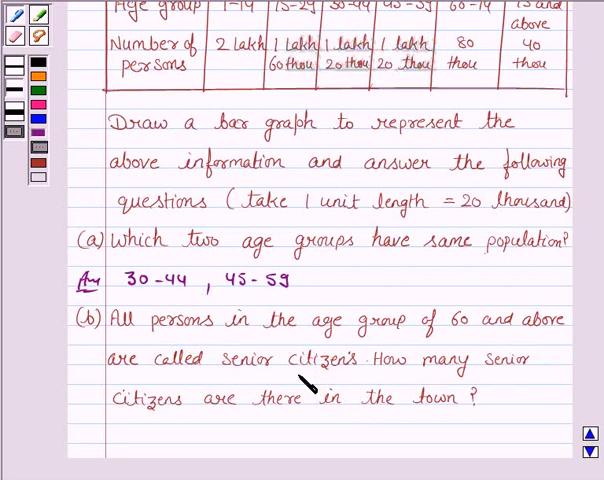 Age group 1-14 15-29 30-44 45-59 60-74 75 and
above
Number of 2 lakh 1 lakh 1 lakh 1 lakh 80 40
persons 60 thou 20 thou 20 thou thou thou
Draw a bar graph to represent the
above information and answer the following
questions (take 1 unit length = 20 thousand)
(a) Which two age groups have same population?
Ans 30-44 , 45-59
(b) All persons in the age group of 60 and above
are called senior citizen's. How many senior
citizens are there in the town?